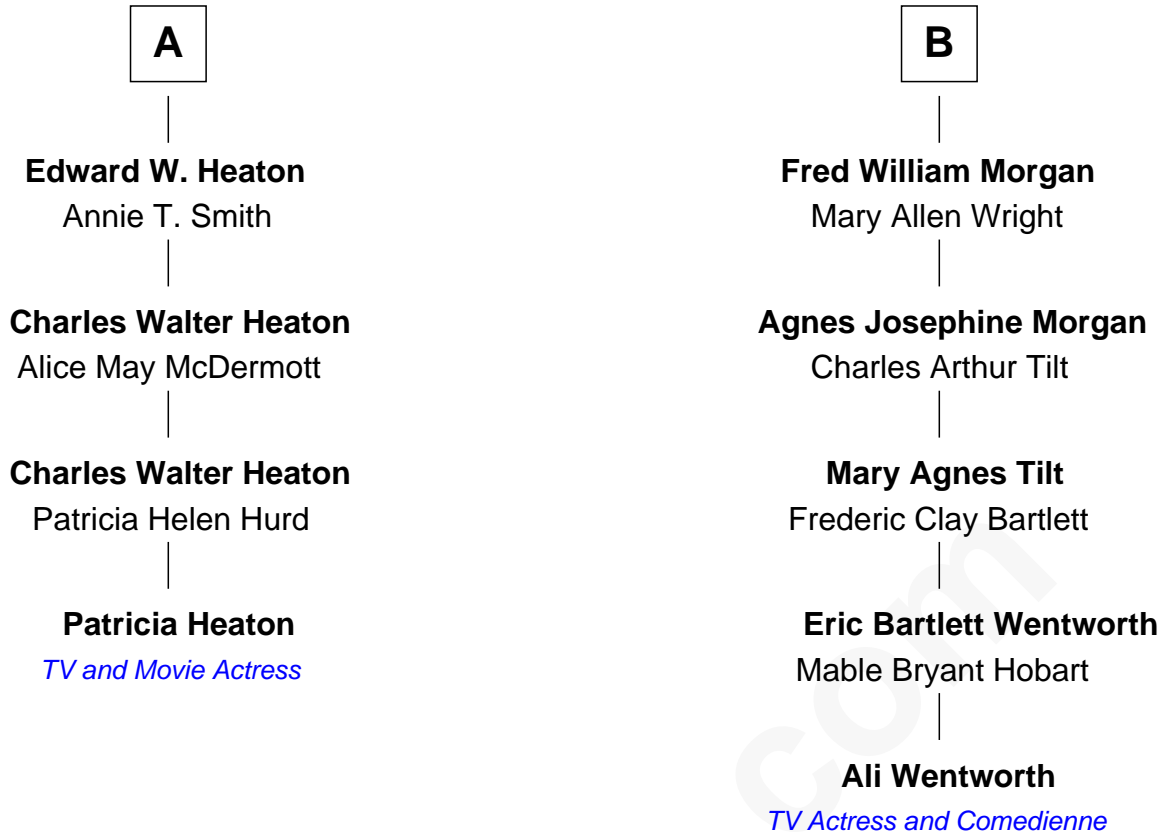 A
Edward W. Heaton
Annie T. Smith
Charles Walter Heaton
Alice May McDermott
Charles Walter Heaton
Patricia Helen Hurd
Patricia Heaton
TV and Movie Actress
B
Fred William Morgan
Mary Allen Wright
Agnes Josephine Morgan
Charles Arthur Tilt
Mary Agnes Tilt
Frederic Clay Bartlett
Eric Bartlett Wentworth
Mable Bryant Hobart
Ali Wentworth
TV Actress and Comedienne
com